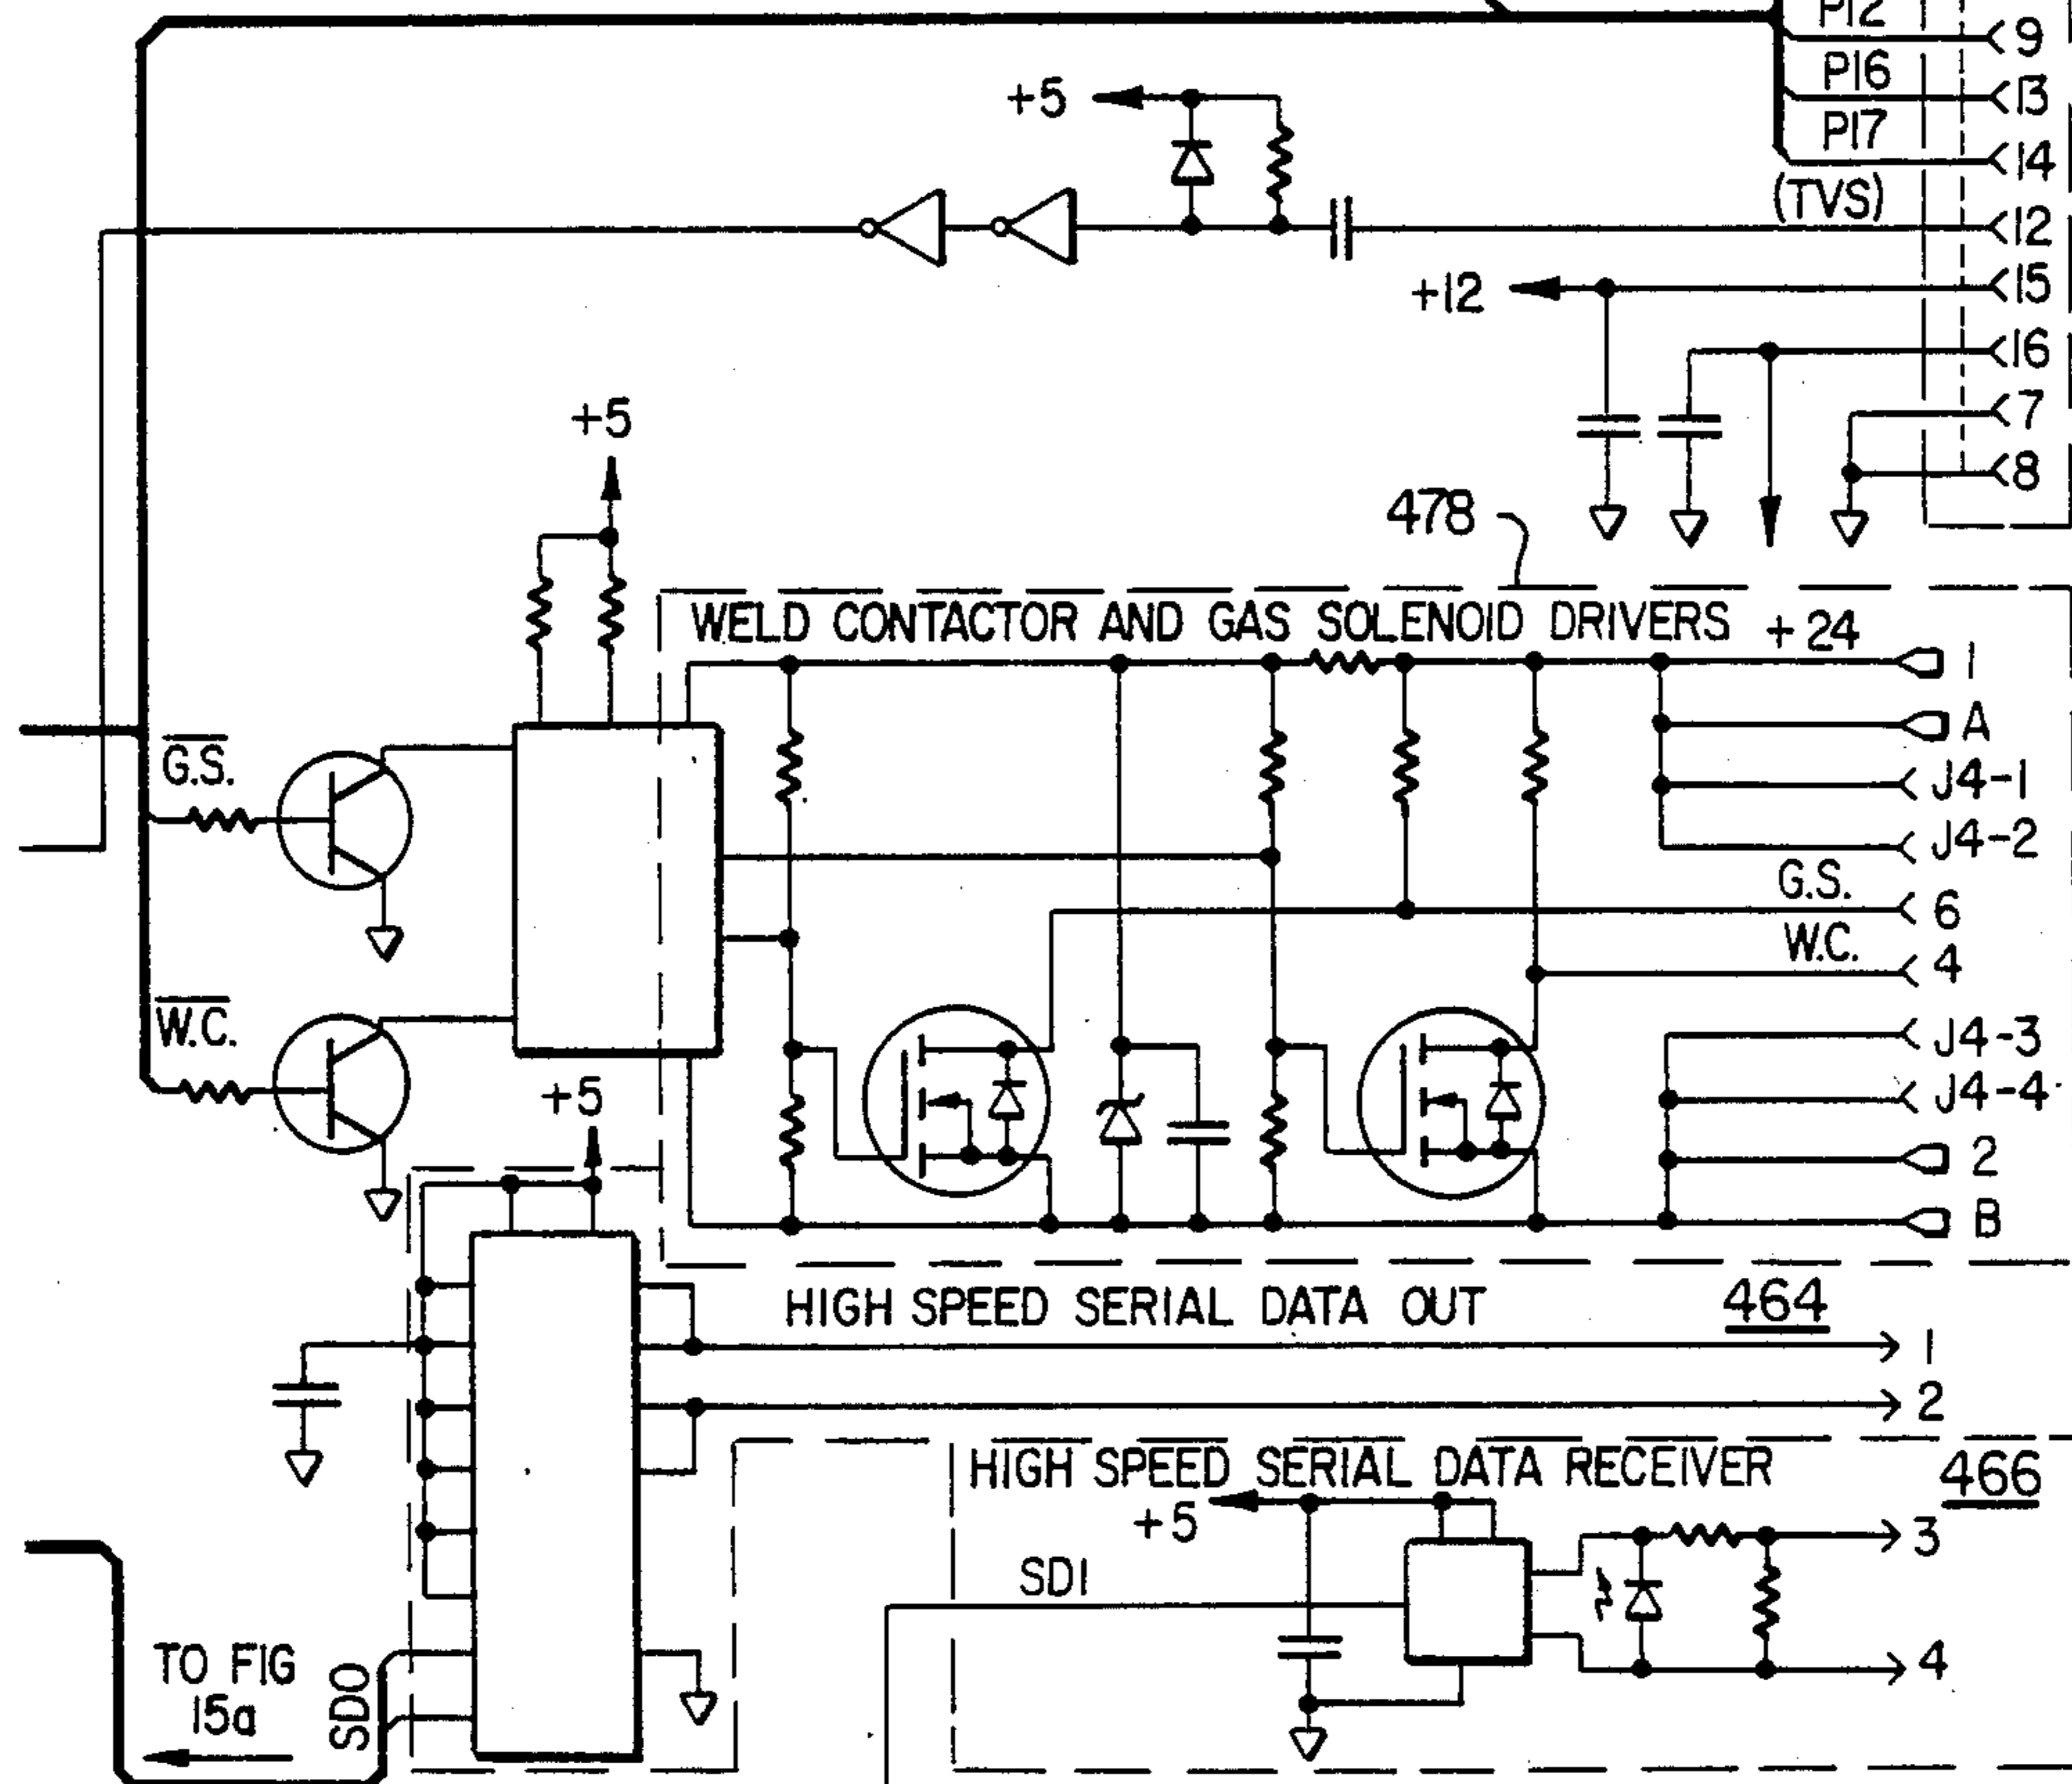 P12
9
P16
13
+5
P17
14
(TVS)
12
+12
15
16
+5
7
8
478
WELD CONTACTOR AND GAS SOLENOID DRIVERS
+24
1
A
G.S.
J4-1
J4-2
G.S.
6
W.C.
4
W.C.
J4-3
+5
J4-4
2
B
HIGH SPEED SERIAL DATA OUT
464
1
2
HIGH SPEED SERIAL DATA RECEIVER
466
+5
3
SDI
TO FIG
15a
SDO
4